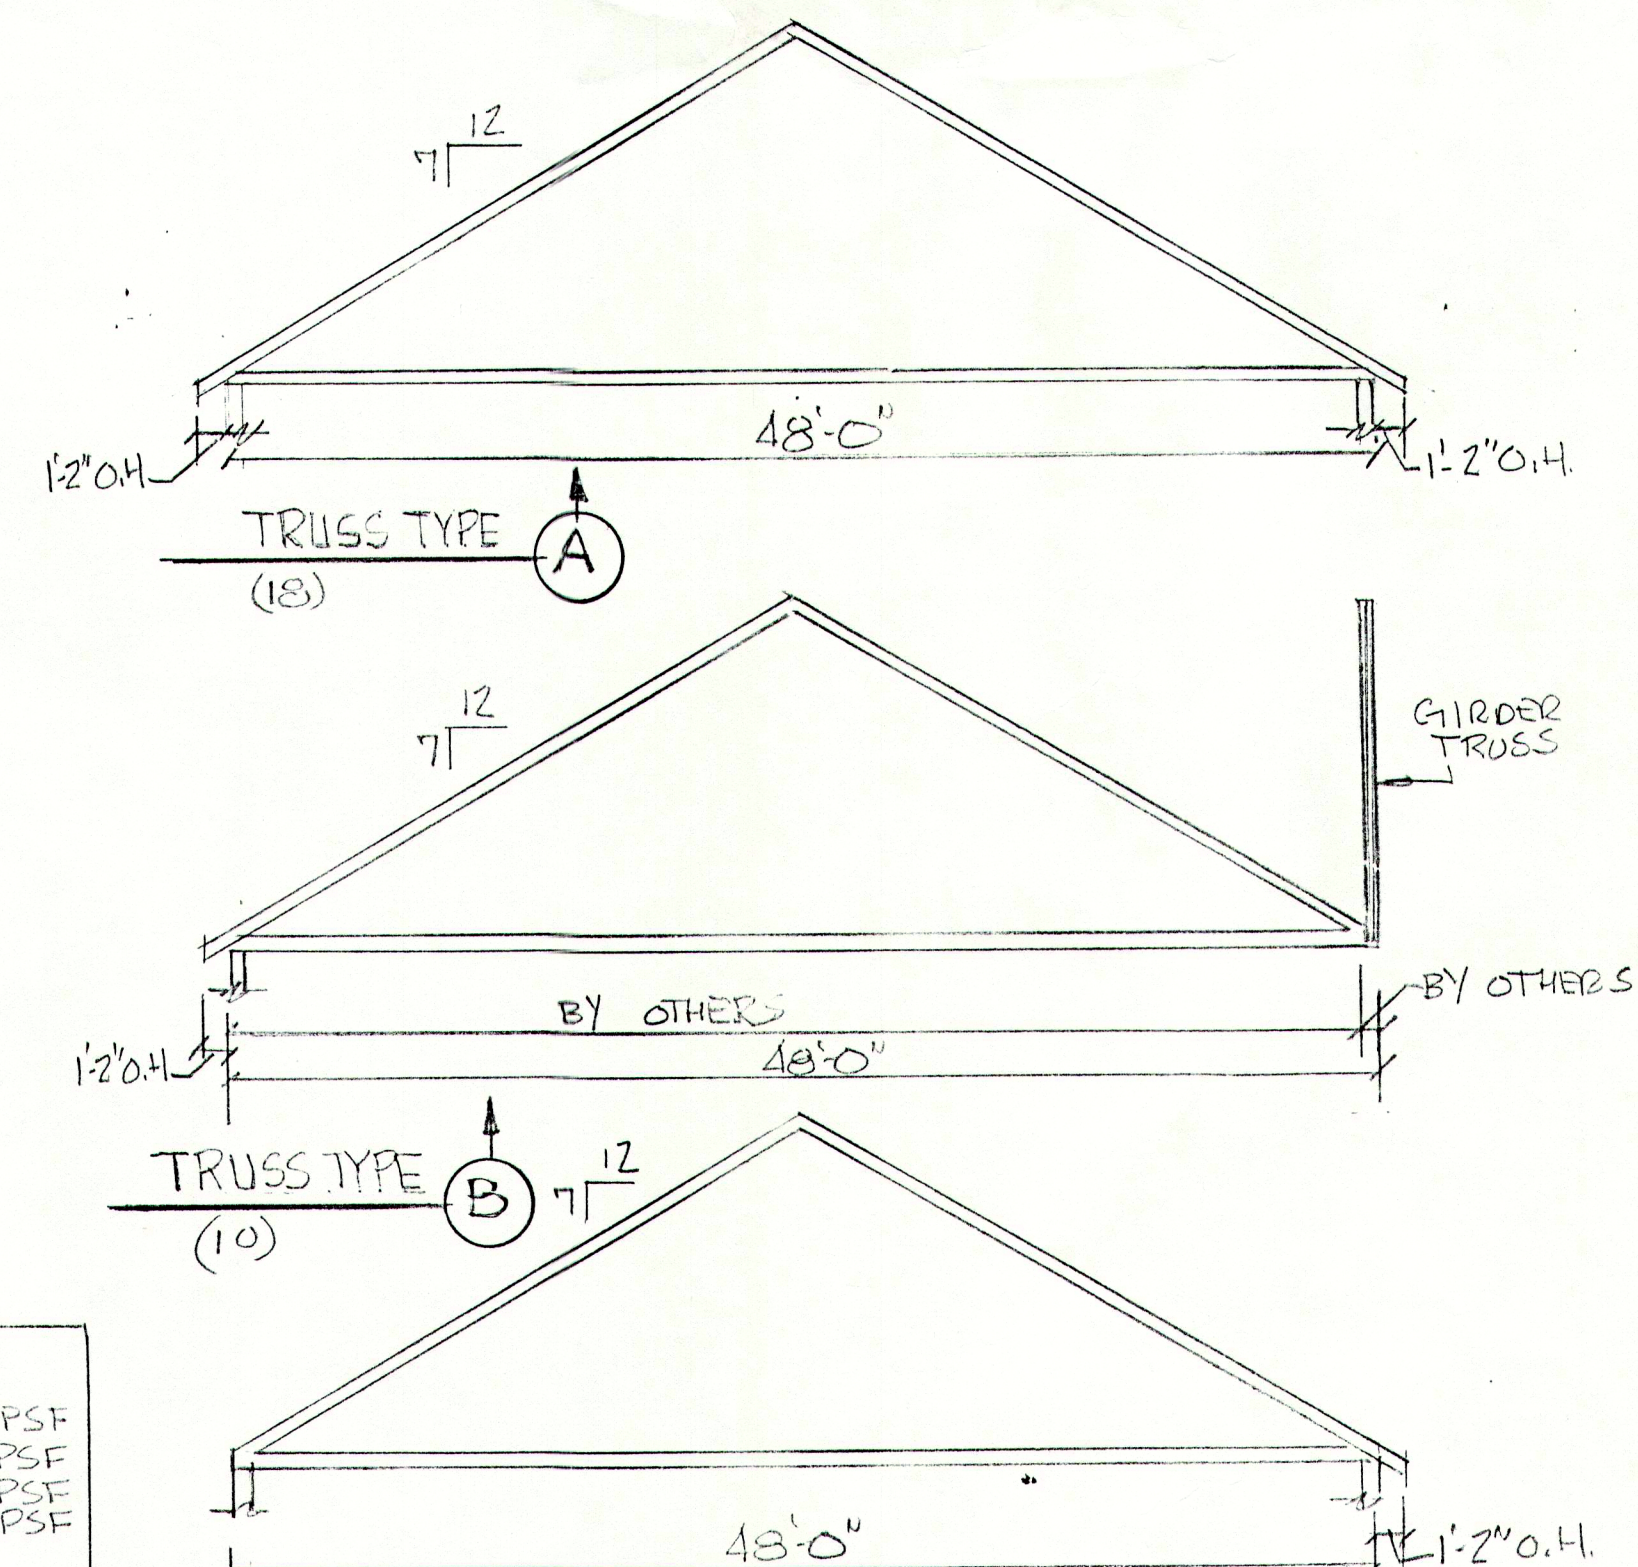 12
7
48'-0"
1'-2" O.H.
1'-2" O.H.
TRUSS TYPE
A
(18)
12
7
GIRDER
TRUSS
BY OTHERS
BY OTHERS
48'-0"
1'-2" O.H.
TRUSS TYPE
B
(10)
12
7
PSF
PSF
PSF
PSF
48'-0"
1'-2" O.H.